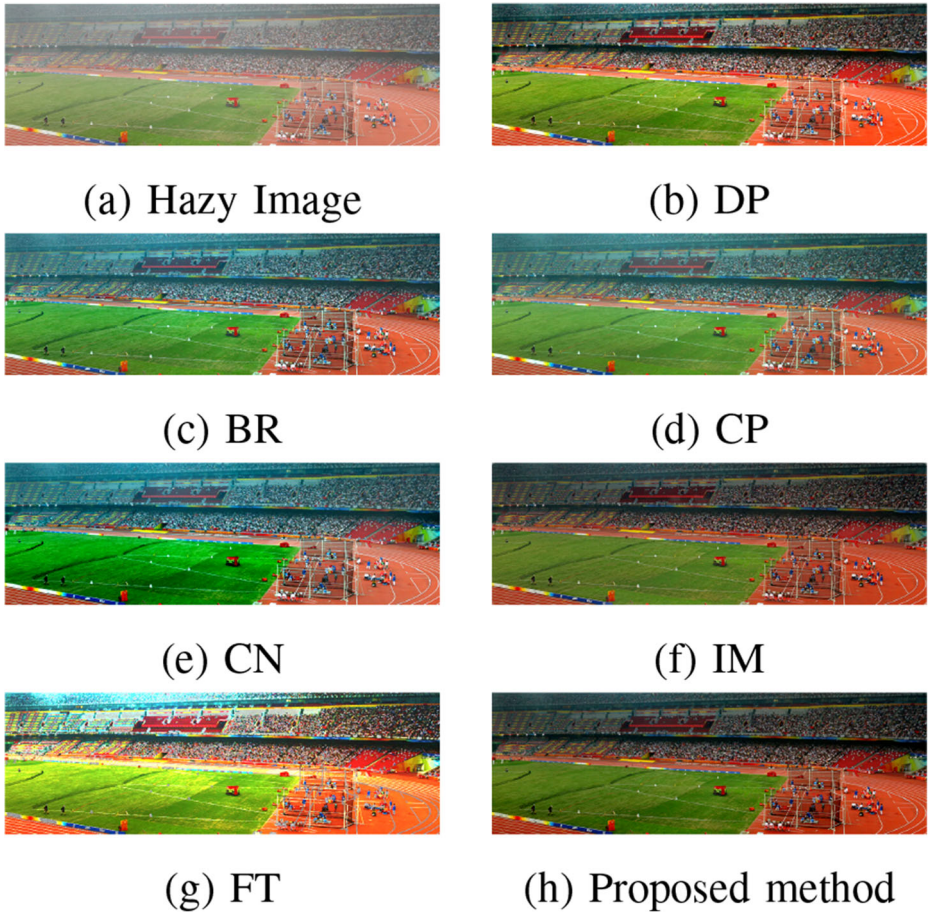 (a) Hazy Image
(b) DP
(c) BR
(d) CP
(e) CN
(f) IM
(g) FT
(h) Proposed method